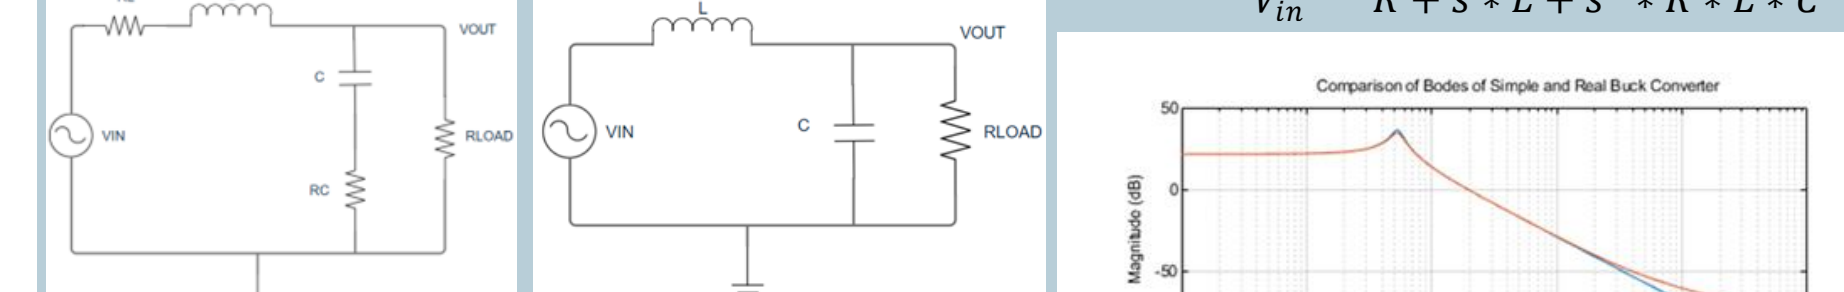 VOUT
C
VIN
RLOAD
RC
L
VOUT
VIN
C
RLOAD
V_in R + s * L + s * R * L * C
Comparison of Bodes of Simple and Real Buck Converter
50
0
-50
Magnitude (dB)